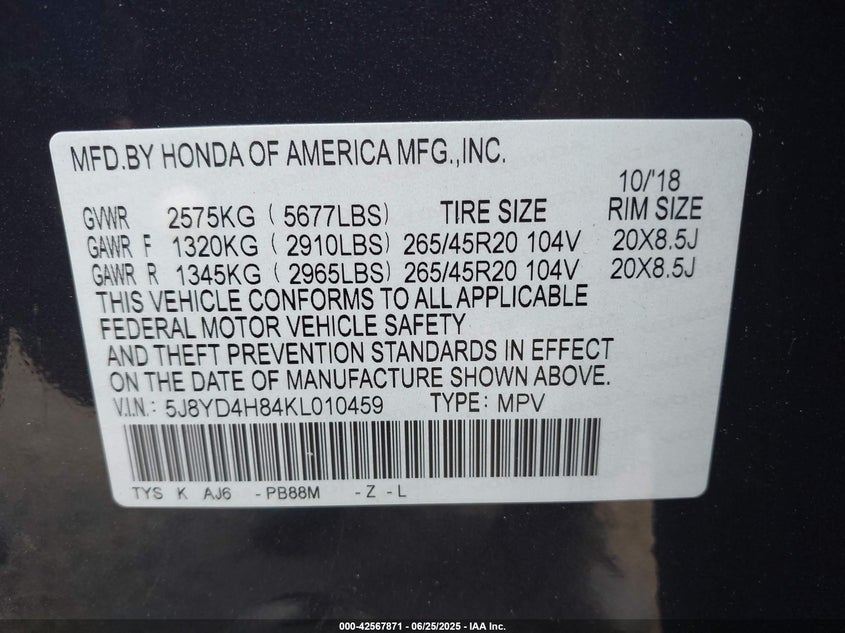 MFD.BY HONDA OF AMERICA MFG.,INC.
10/'18
GVWR 2575KG ( 5677LBS) TIRE SIZE RIM SIZE
GAWR F 1320KG ( 2910LBS) 265/45R20 104V 20X8.5J
GAWR R 1345KG ( 2965LBS) 265/45R20 104V 20X8.5J
THIS VEHICLE CONFORMS TO ALL APPLICABLE
FEDERAL MOTOR VEHICLE SAFETY
AND THEFT PREVENTION STANDARDS IN EFFECT
ON THE DATE OF MANUFACTURE SHOWN ABOVE.
V.I.N.: 5J8YD4H84KL010459 TYPE: MPV
TYS K AJ6 -PB88M -Z -L
000-42567871 - 06/25/2025 - IAA Inc.